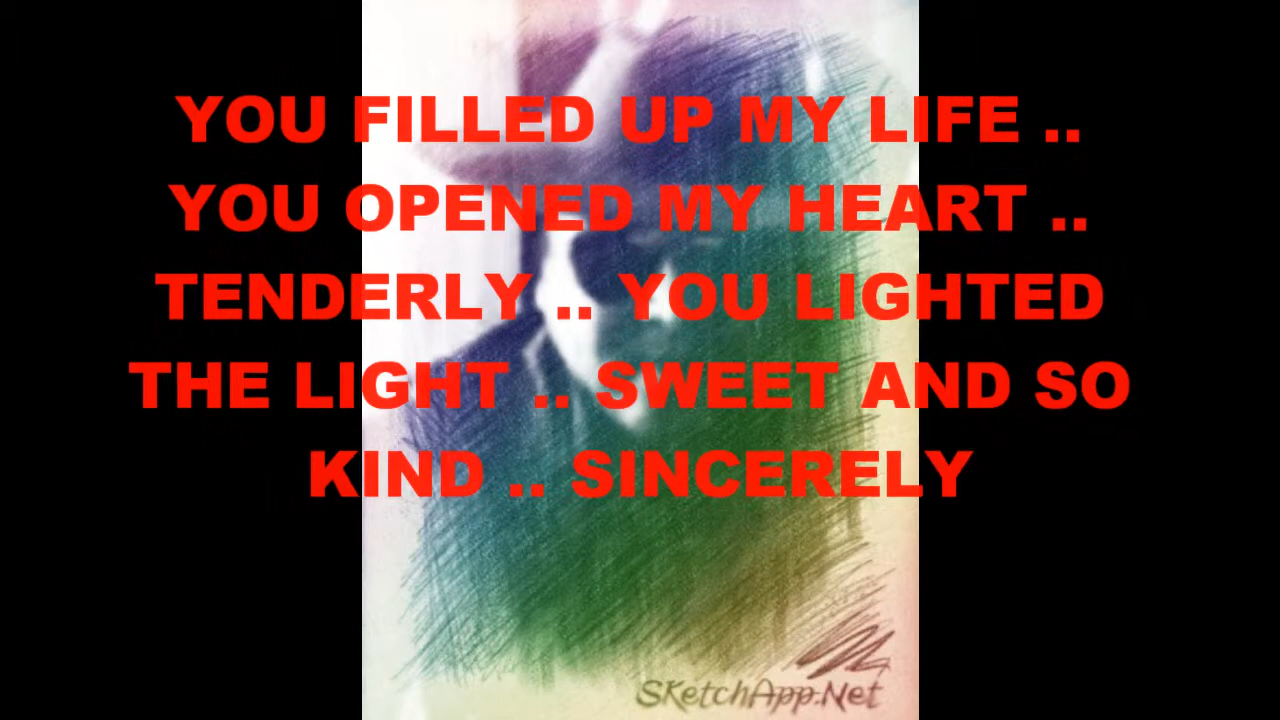 YOU FILLED UP MY LIFE ..
YOU OPENED MY HEART ..
TENDERLY .. YOU LIGHTED
THE LIGHT .. SWEET AND SO
KIND .. SINCERELY
SKetchApp.Net